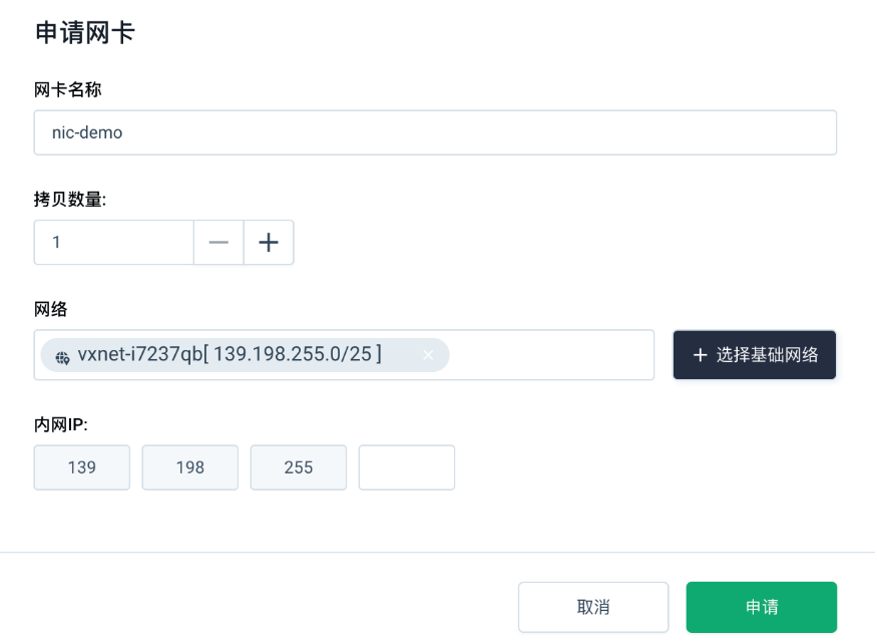 申请网卡
网卡名称
nic-demo
拷贝数量:
1
网络
vxnet-i7237qb[ 139.198.255.0/25 ]
选择基础网络
内网IP:
139 198 255
取消 申请